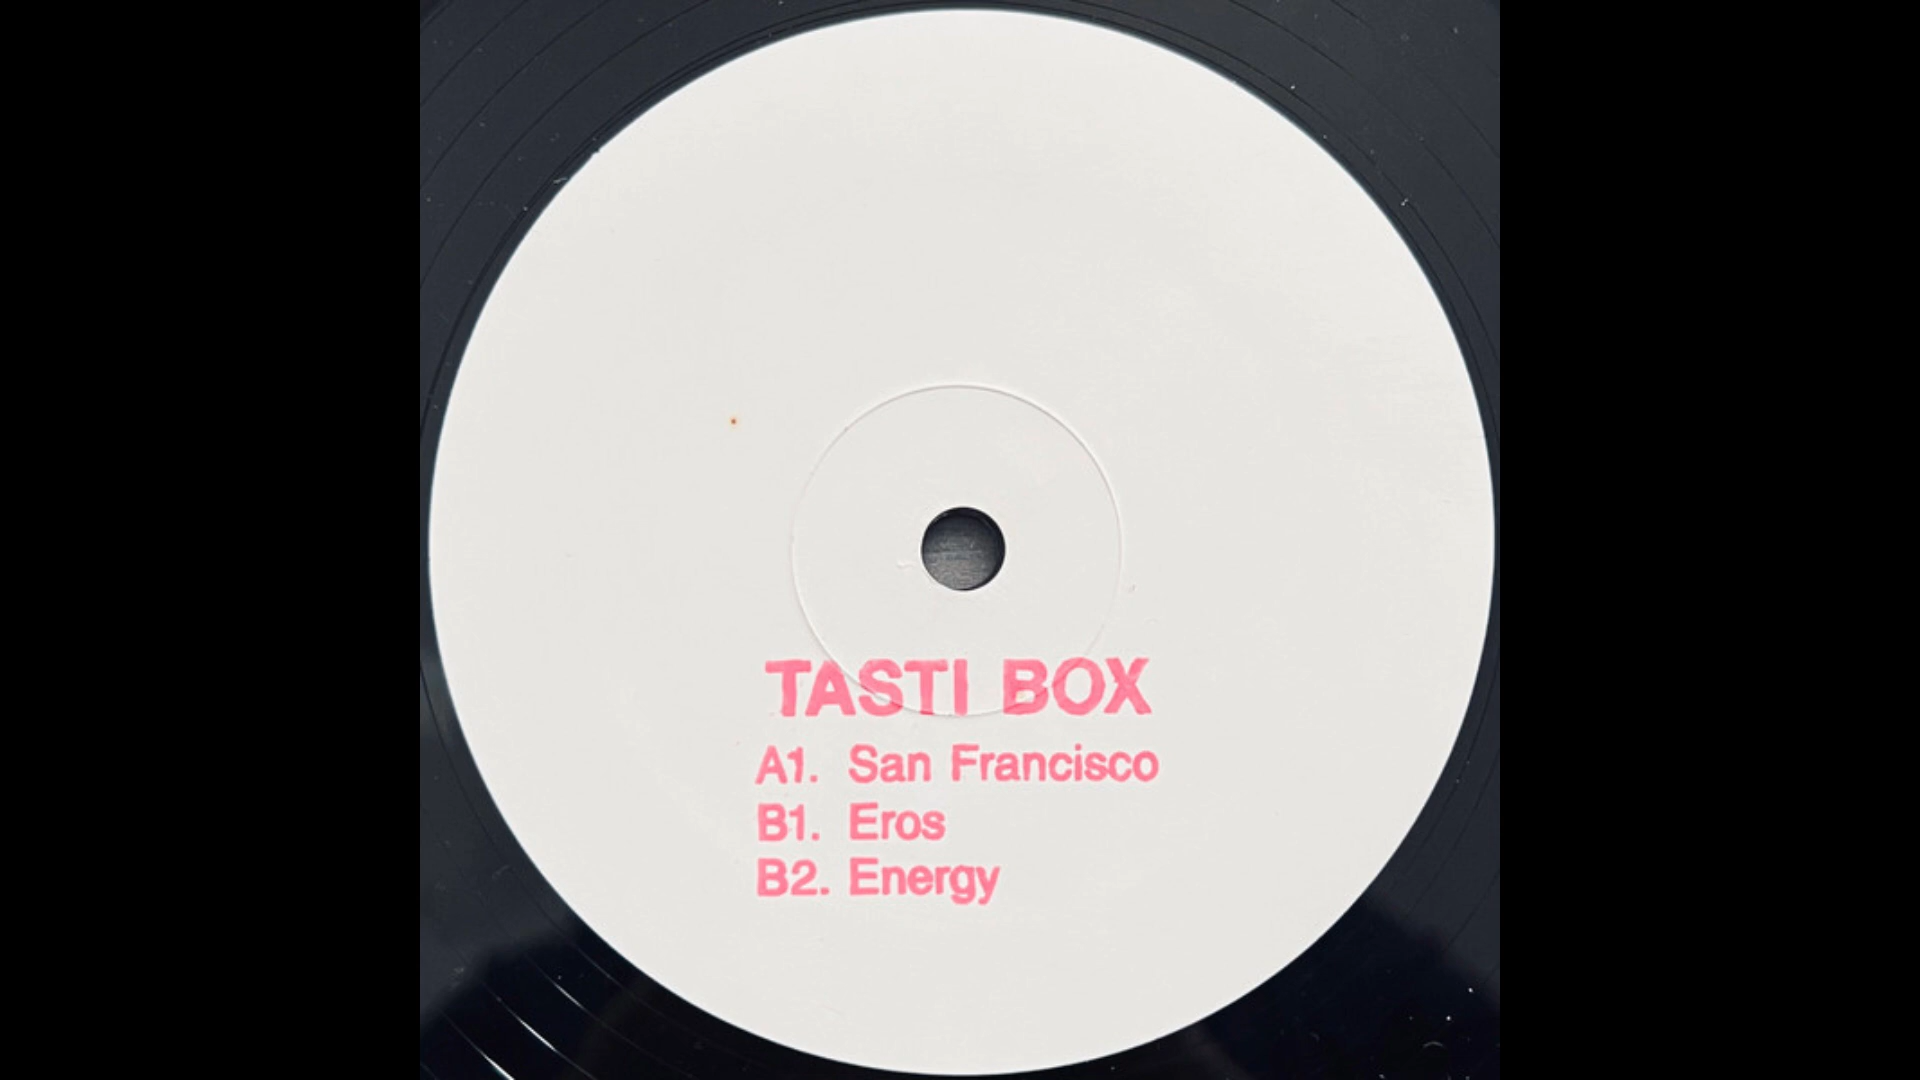 TASTI BOX
A1. San Francisco
B1. Eros
B2. Energy